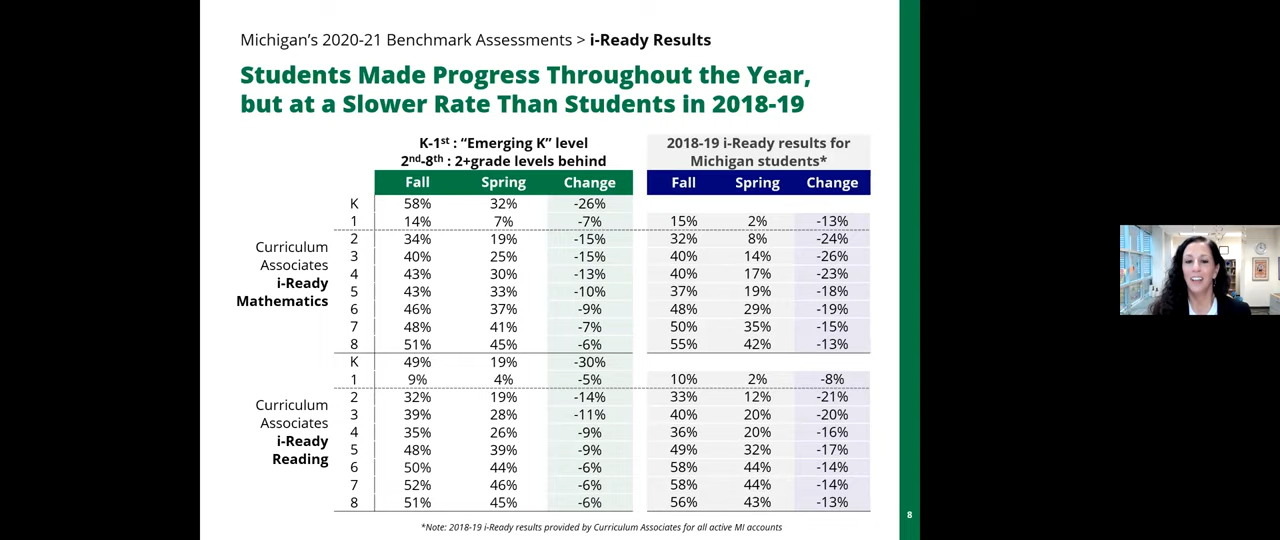 Michigan's 2020-21 Benchmark Assessments > i-Ready Results
Students Made Progress Throughout the Year,
but at a Slower Rate Than Students in 2018-19
K-1st : “Emerging K” level
2nd-8th : 2+grade levels behind
2018-19 i-Ready results for
Michigan students*
Fall Spring Change Fall Spring Change
Curriculum
Associates
i-Ready
Mathematics
K 58% 32% -26%
1 14% 7% -7% 15% 2% -13%
2 34% 19% -15% 32% 8% -24%
3 40% 25% -15% 40% 14% -26%
4 43% 30% -13% 40% 17% -23%
5 43% 33% -10% 37% 19% -18%
6 46% 37% -9% 48% 29% -19%
7 48% 41% -7% 50% 35% -15%
8 51% 45% -6% 55% 42% -13%
Curriculum
Associates
i-Ready
Reading
K 49% 19% -30%
1 9% 4% -5% 10% 2% -8%
2 32% 19% -14% 33% 12% -21%
3 39% 28% -11% 40% 20% -20%
4 35% 26% -9% 36% 20% -16%
5 48% 39% -9% 49% 32% -17%
6 50% 44% -6% 58% 44% -14%
7 52% 46% -6% 58% 44% -14%
8 51% 45% -6% 56% 43% -13%
*Note: 2018-19 i-Ready results provided by Curriculum Associates for all active MI accounts
8